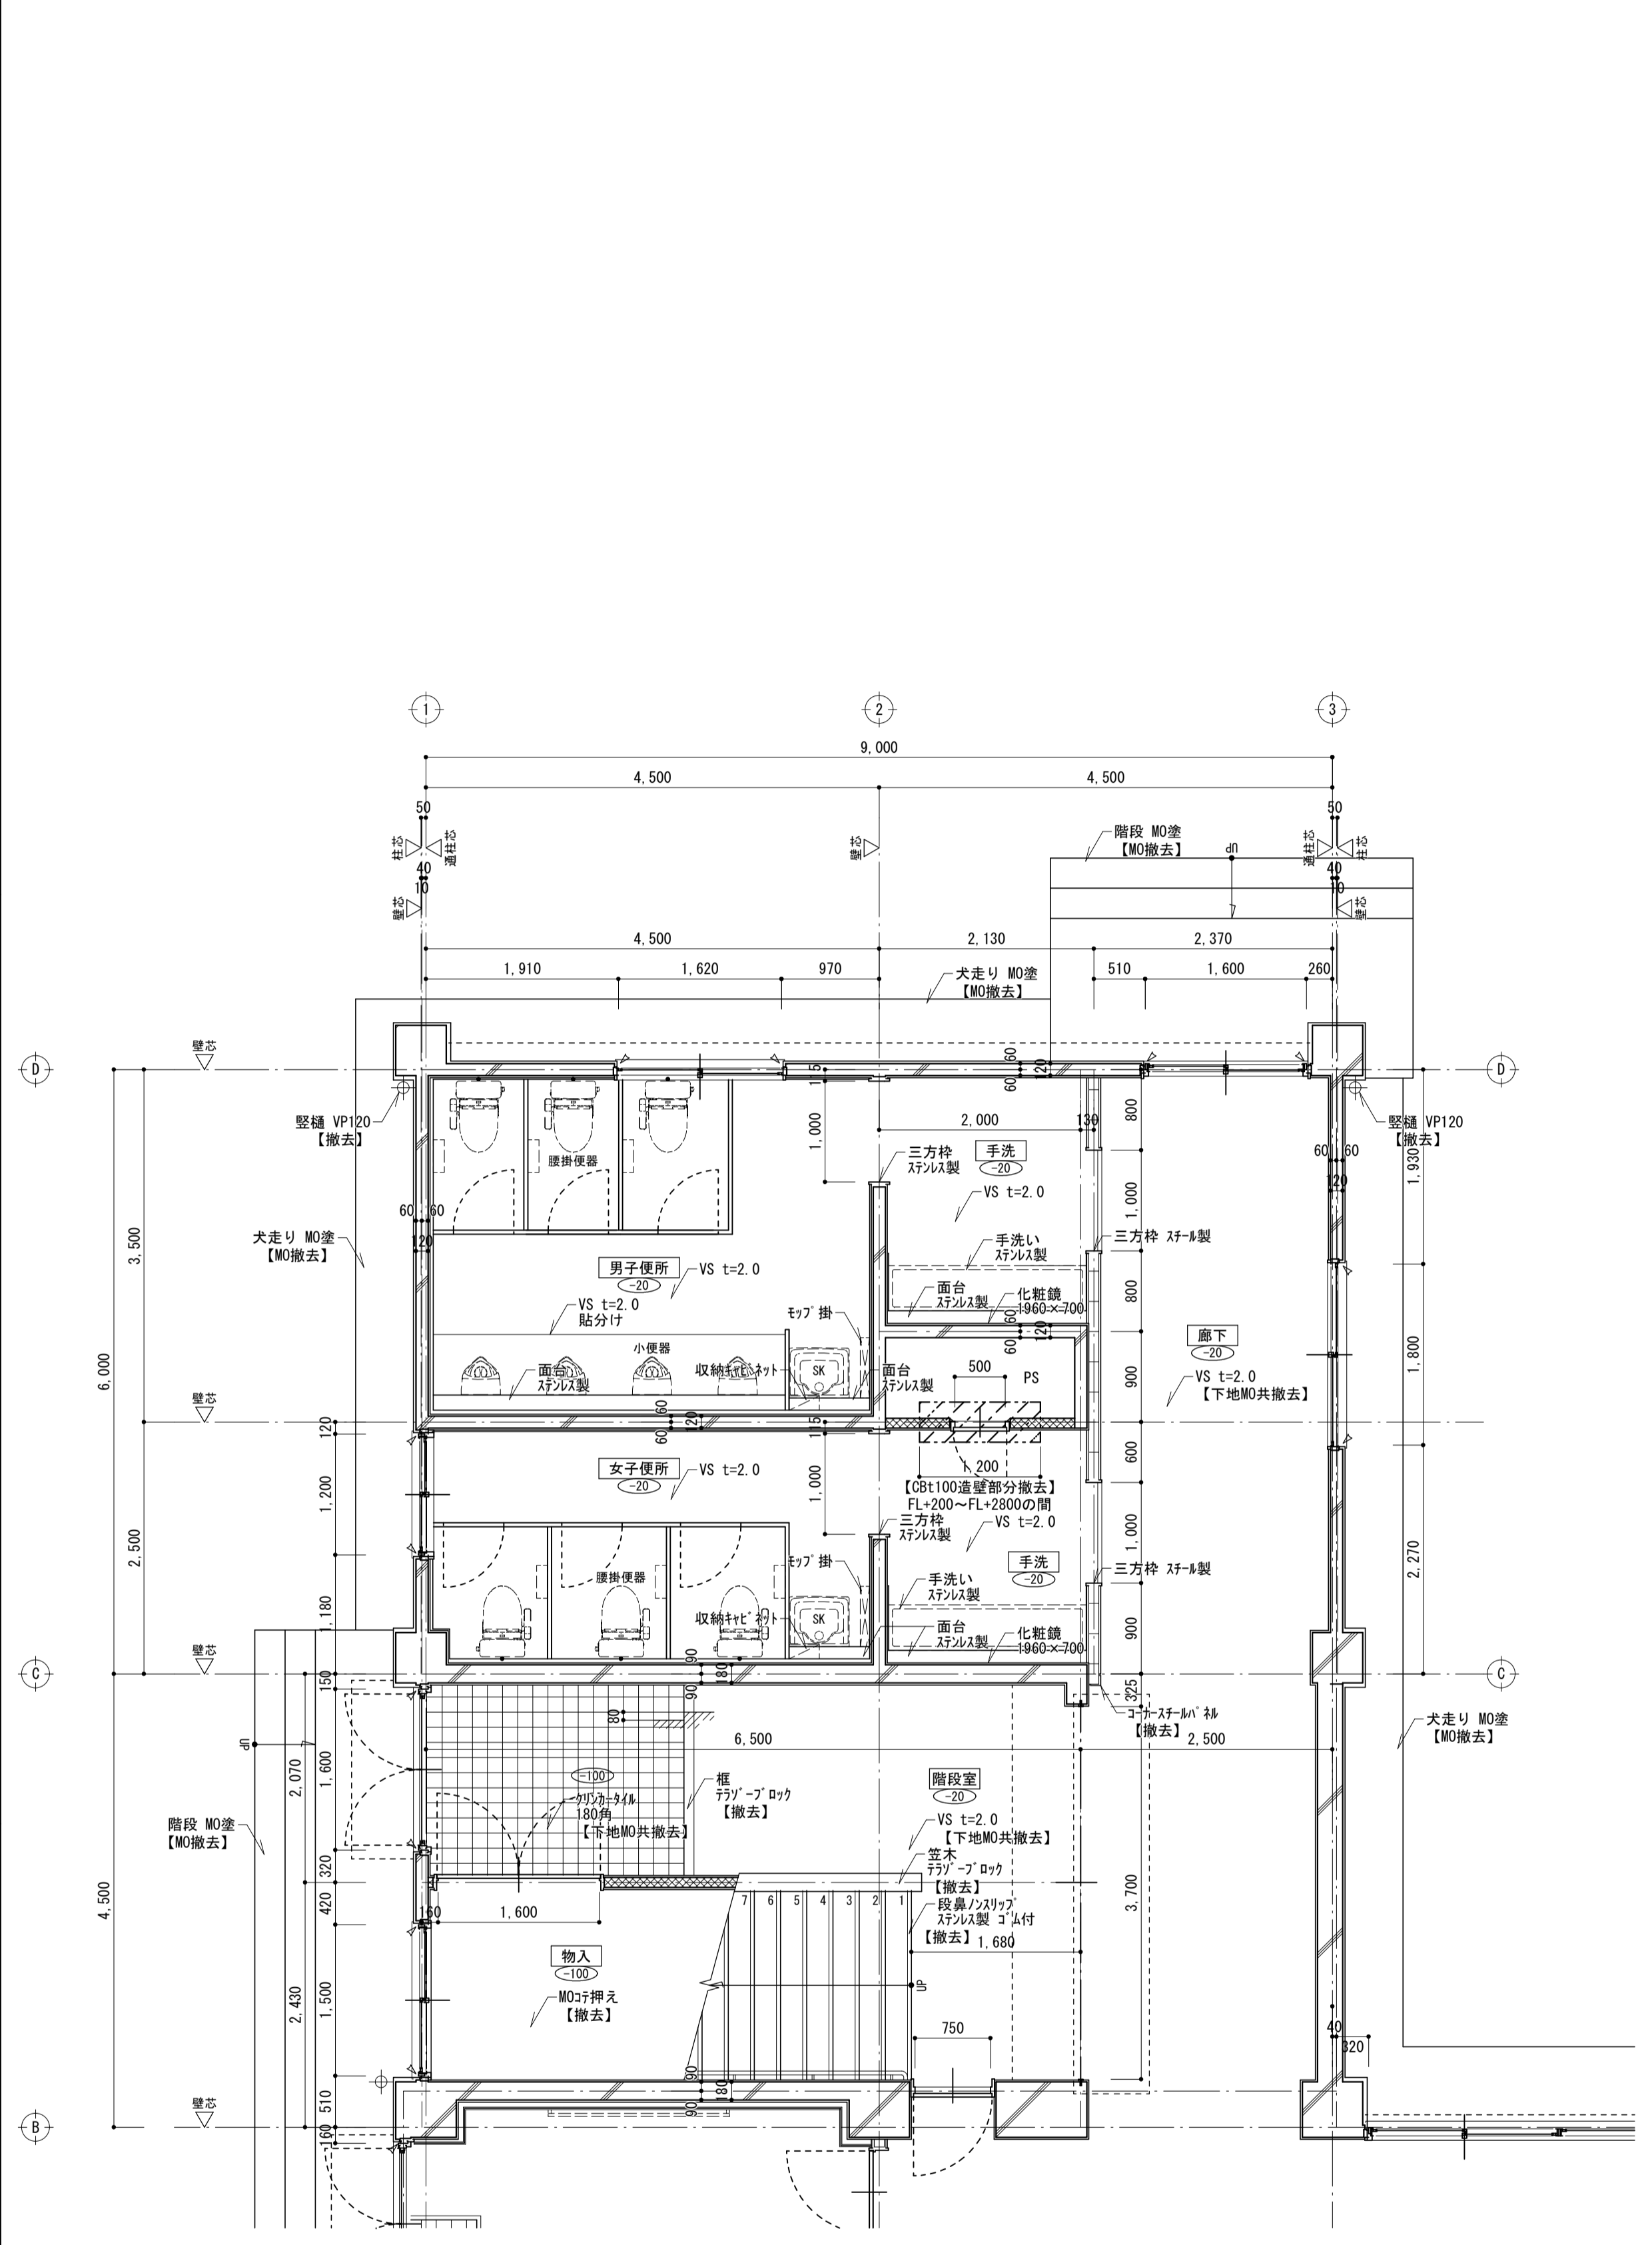 1
2
3
9,000
4,500
4,500
50
50
柱芯
通柱芯
壁芯
通柱芯
柱芯
階段 MO塗
【MO撤去】
UP
40
10
40
10
壁芯
壁芯
4,500
2,130
2,370
1,910
1,620
970
510
1,600
260
犬走り MO塗
【MO撤去】
壁芯
D
D
60
60
120
115
1,000
2,000
130
800
竪樋 VP120
【撤去】
竪樋 VP120
【撤去】
60
60
120
1,930
三方枠
ステンレス製
手洗
-20
VS t=2.0
腰掛便器
1,000
60
60
120
犬走り MO塗
【MO撤去】
3,500
手洗い
ステンレス製
三方枠 スチール製
男子便所
-20
VS t=2.0
面台
ステンレス製
化粧鏡
1960×700
800
VS t=2.0
貼分け
モップ掛
60
60
120
廊下
-20
VS t=2.0
【下地MO共撤去】
1,800
小便器
面台
ステンレス製
収納キャビネット
SK
面台
ステンレス製
500
PS
900
6,000
壁芯
120
60
60
120
115
1,200
600
女子便所
-20
VS t=2.0
1,000
【CBt100造壁部分撤去】
FL+200～FL+2800の間
三方枠
ステンレス製
VS t=2.0
1,200
1,000
2,500
2,270
手洗
-20
三方枠 スチール製
腰掛便器
モップ掛
手洗い
ステンレス製
収納キャビネット
SK
面台
ステンレス製
化粧鏡
1960×700
900
1,180
壁芯
C
C
150
90
90
180
325
コーナースチールパネル
【撤去】
80
6,500
2,500
犬走り MO塗
【MO撤去】
UP
2,070
1,600
-100
クリンカータイル
180角
【下地MO共撤去】
框
テラゾーブロック
【撤去】
階段室
-20
VS t=2.0
【下地MO共撤去】
階段 MO塗
【MO撤去】
笠木
テラゾーブロック
【撤去】
320
420
4,500
3,700
160
1,600
7
6
5
4
3
2
1
段鼻ノンスリップ
ステンレス製 ゴム付
【撤去】
1,680
物入
-100
MOコテ押え
【撤去】
UP
2,430
1,500
750
40
320
90
90
180
壁芯
B
510
160